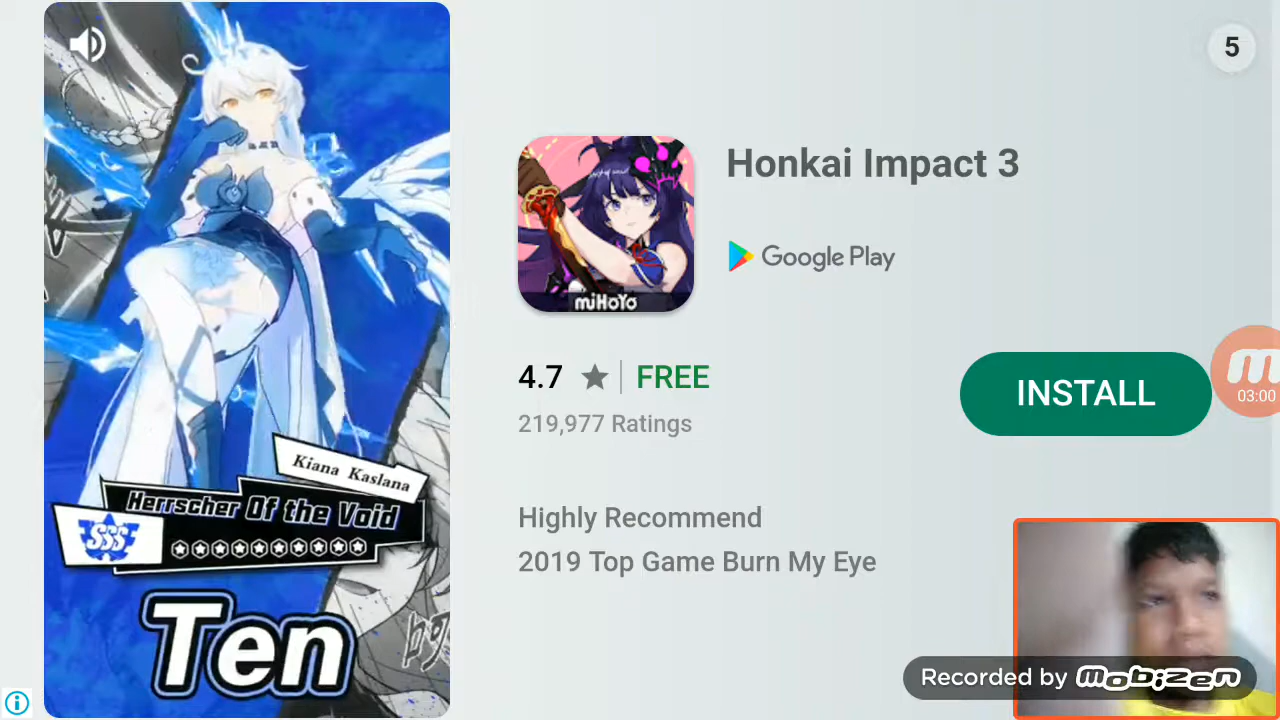 5
Honkai Impact 3
Google Play
miHoYo
4.7
FREE
219,977 Ratings
INSTALL
03:00
Kiana Kaslana
Herrscher Of the Void
SSS
Highly Recommend
2019 Top Game Burn My Eye
Ten
Recorded by mobizen